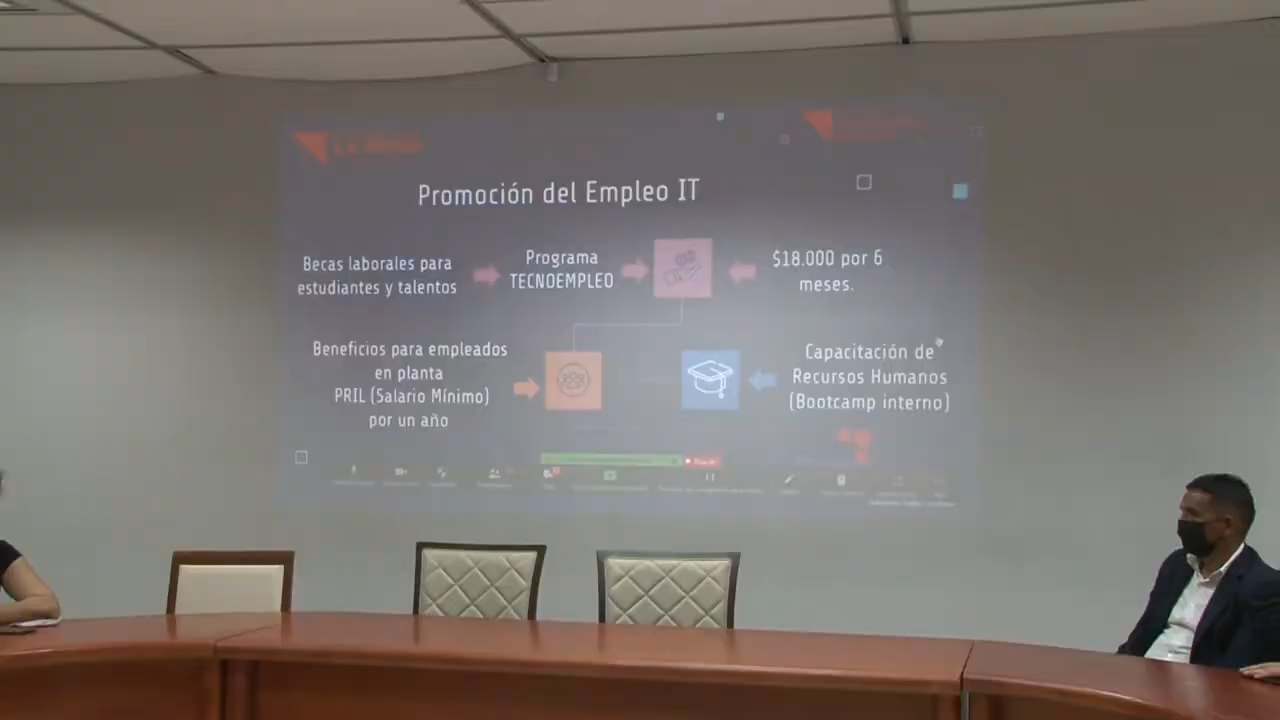 Promoción del Empleo IT
Becas laborales para
estudiantes y talentos
Programa
TECNOEMPLEO
$18.000 por 6
meses.
Beneficios para empleados
en planta
PRIL (Salario Mínimo)
por un año
Capacitación de
Recursos Humanos
(Bootcamp interno)